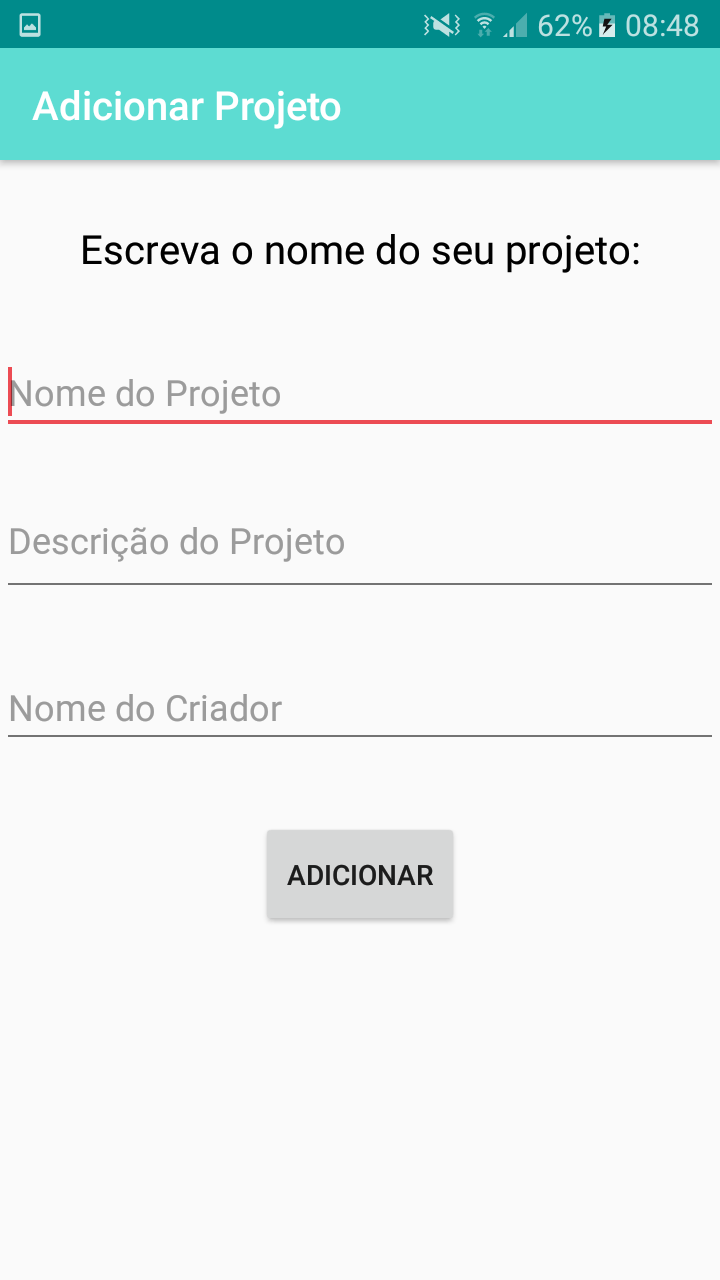 62% 08:48
Adicionar Projeto
Escreva o nome do seu projeto:
Nome do Projeto
Descrição do Projeto
Nome do Criador
ADICIONAR